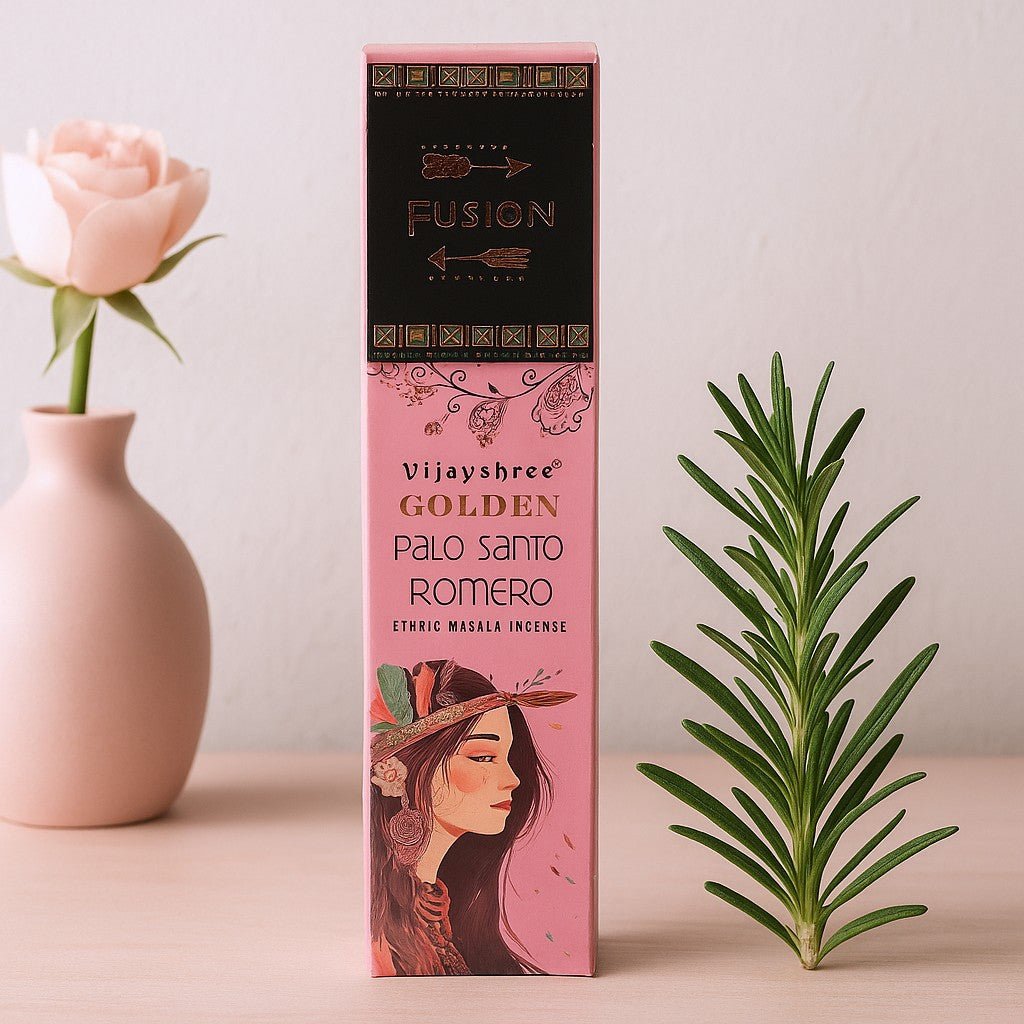 FUSION
Vijayshree®
GOLDEN
PALO SANTO
ROMERO
ETHRIC MASALA INCENSE